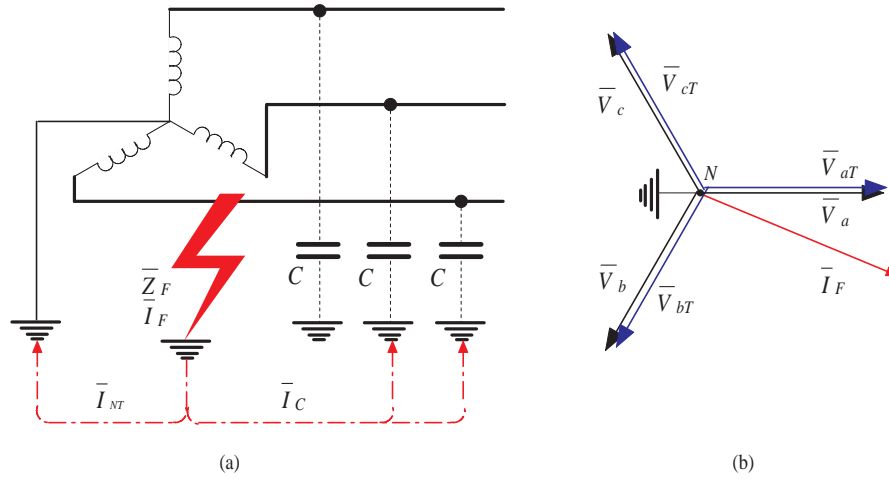 Z̅ F
I̅ F
C
C
C
I̅ NT
I̅ C
(a)
V̅ c
V̅ cT
N
V̅ aT
V̅ a
V̅ b
V̅ bT
I̅ F
(b)